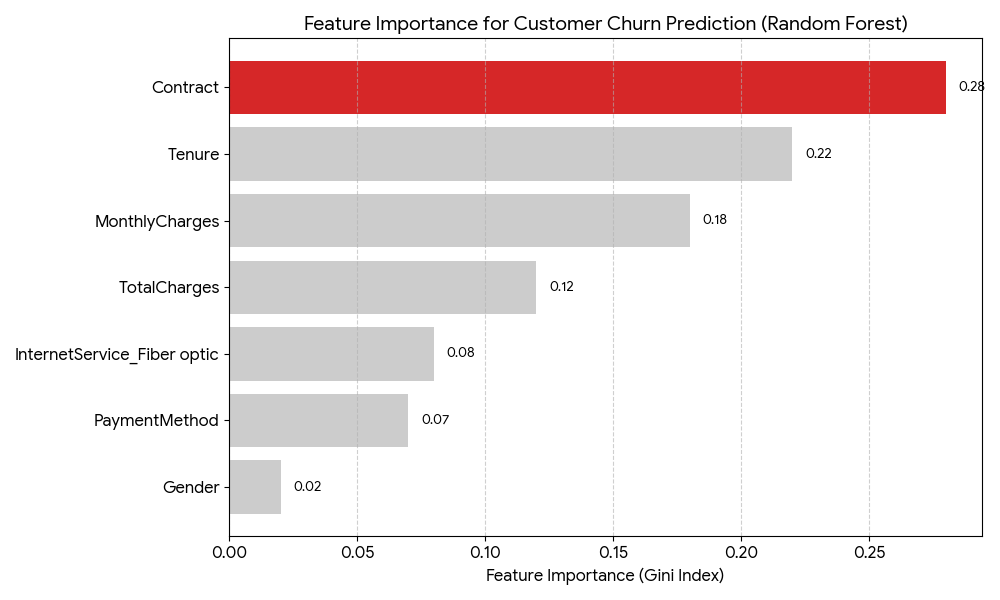 Feature Importance for Customer Churn Prediction (Random Forest)
Contract
0.28
Tenure
0.22
MonthlyCharges
0.18
TotalCharges
0.12
InternetService_Fiber optic
0.08
PaymentMethod
0.07
Gender
0.02
0.00 0.05 0.10 0.15 0.20 0.25
Feature Importance (Gini Index)